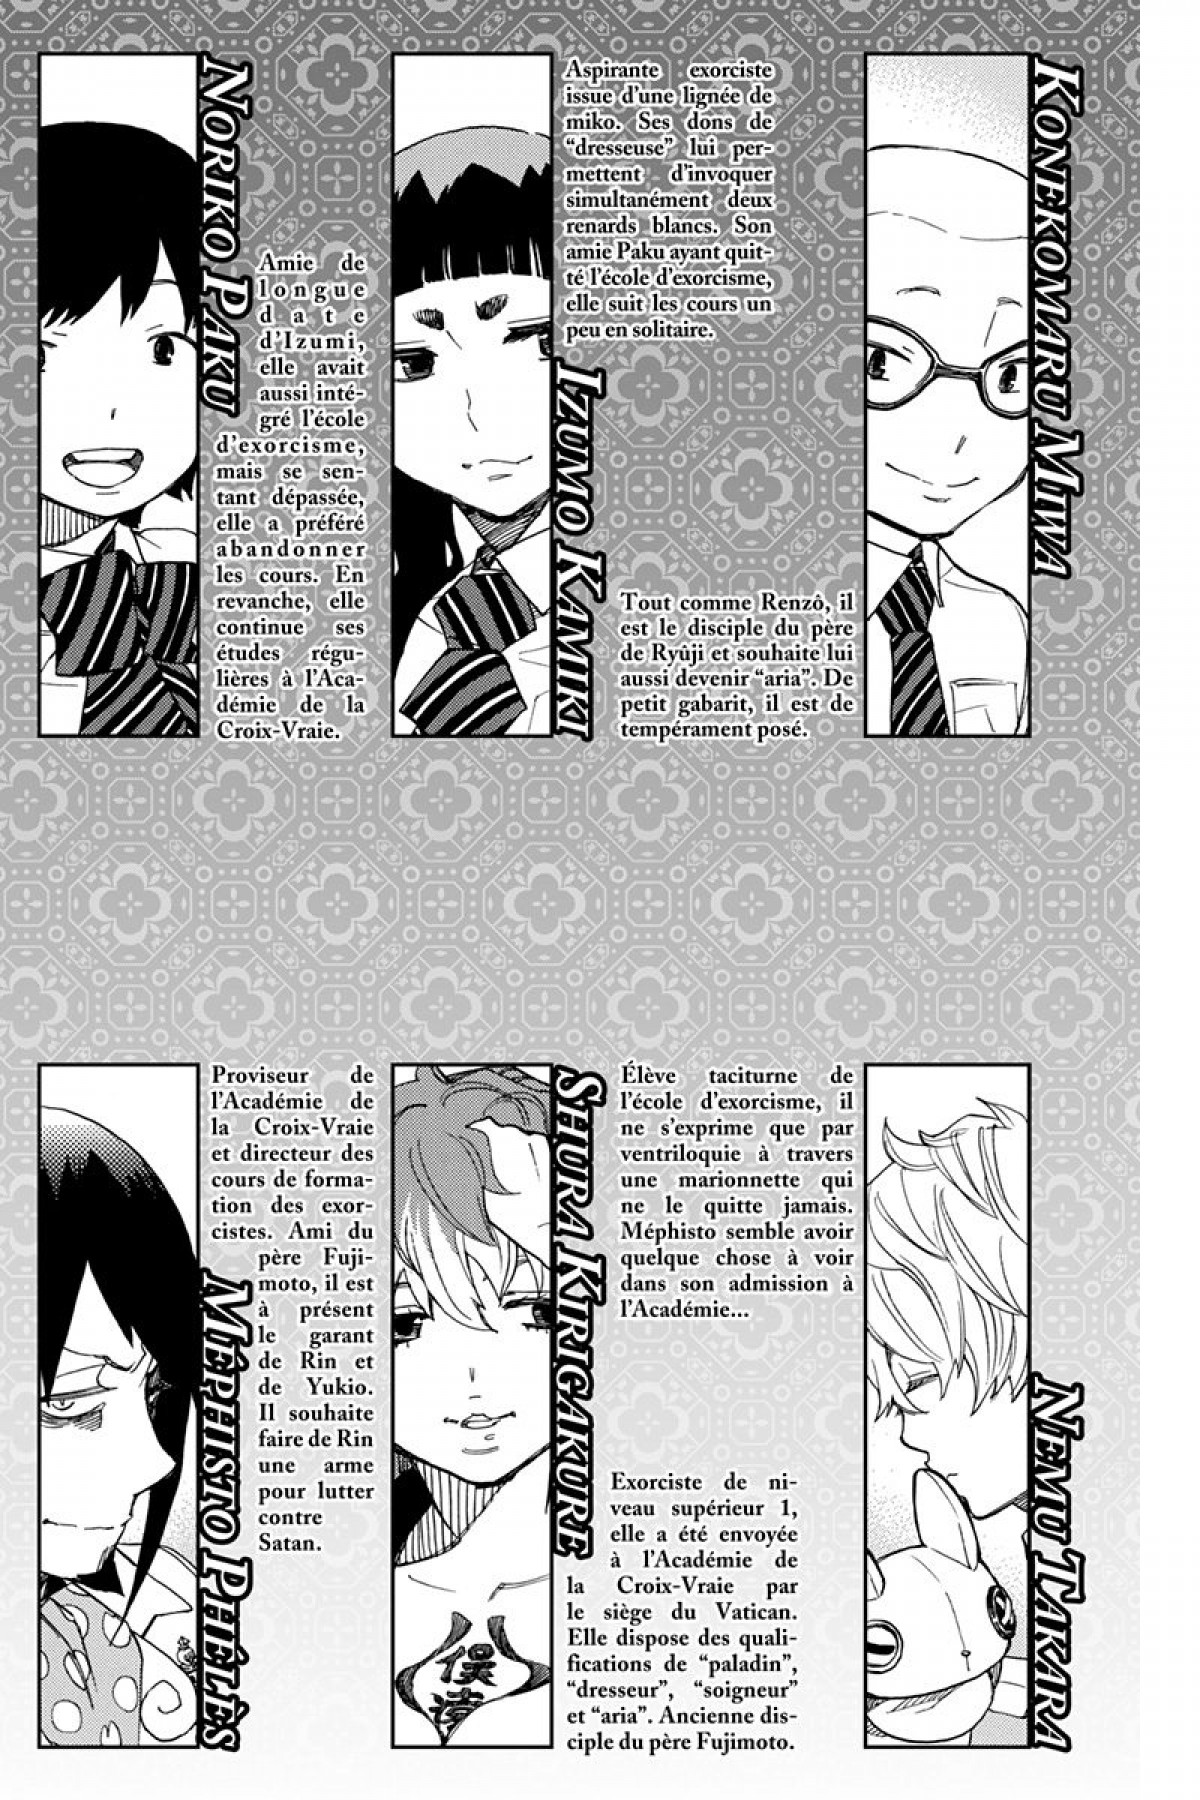 KONEKOMARU MIWA
Tout comme Renzô, il
est le disciple du père
de Ryûji et souhaite lui
aussi devenir “aria”. De
petit gabarit, il est de
tempérament posé.
IZUMO KAMIKI
Aspirante exorciste
issue d’une lignée de
miko. Ses dons de
“dresseuse” lui per-
mettent d’invoquer
simultanément deux
renards blancs. Son
amie Paku ayant quit-
té l’école d’exorcisme,
elle suit les cours un
peu en solitaire.
NORIKO PAKU
Amie de
longue
date
d’Izumi,
elle avait
aussi inté-
gré l’école
d’exorcisme,
mais se sen-
tant dépassée,
elle a préféré
abandonner
les cours. En
revanche, elle
continue ses
études régu-
lières à l’Aca-
démie de la
Croix-Vraie.
NEMU TAKARA
Élève taciturne de
l’école d’exorcisme, il
ne s’exprime que par
ventriloquie à travers
une marionnette qui
ne le quitte jamais.
Méphisto semble avoir
quelque chose à voir
dans son admission à
l’Académie...
SHURA KIRIGAKURE
Exorciste de ni-
veau supérieur 1,
elle a été envoyée
à l’Académie de
la Croix-Vraie par
le siège du Vatican.
Elle dispose des quali-
fications de “paladin”,
“dresseur”, “soigneur”
et “aria”. Ancienne dis-
ciple du père Fujimoto.
MÉPHISTO PHÉLÈS
Proviseur de
l’Académie de
la Croix-Vraie
et directeur des
cours de forma-
tion des exor-
cistes. Ami du
père Fuji-
moto, il est
à présent
le garant
de Rin et
de Yukio.
Il souhaite
faire de Rin
une arme
pour lutter
contre
Satan.